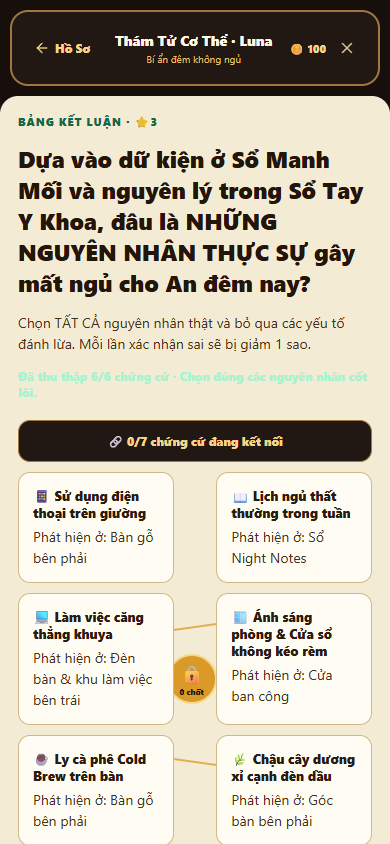 Hồ Sơ
Thám Tử Cơ Thể · Luna
Bí ẩn đêm không ngủ
100
BẢNG KẾT LUẬN · ⭐3
Dựa vào dữ kiện ở Sổ Manh
Mối và nguyên lý trong Sổ Tay
Y Khoa, đâu là NHỮNG
NGUYÊN NHÂN THỰC SỰ gây
mất ngủ cho An đêm nay?
Chọn TẤT CẢ nguyên nhân thật và bỏ qua các yếu tố
đánh lừa. Mỗi lần xác nhận sai sẽ bị giảm 1 sao.
Đã thu thập 6/6 chứng cứ · Chọn đúng các nguyên nhân cốt
lõi.
0/7 chứng cứ đang kết nối
Sử dụng điện
thoại trên giường
Phát hiện ở: Bàn gỗ
bên phải
Lịch ngủ thất
thường trong tuần
Phát hiện ở: Sổ
Night Notes
Làm việc căng
thẳng khuya
Phát hiện ở: Đèn
bàn & khu làm việc
bên trái
0 chốt
Ánh sáng
phòng & Cửa sổ
không kéo rèm
Phát hiện ở: Cửa
ban công
Ly cà phê Cold
Brew trên bàn
Phát hiện ở: Bàn gỗ
bên phải
Chậu cây dương
xỉ cạnh đèn dầu
Phát hiện ở: Góc
bàn bên phải